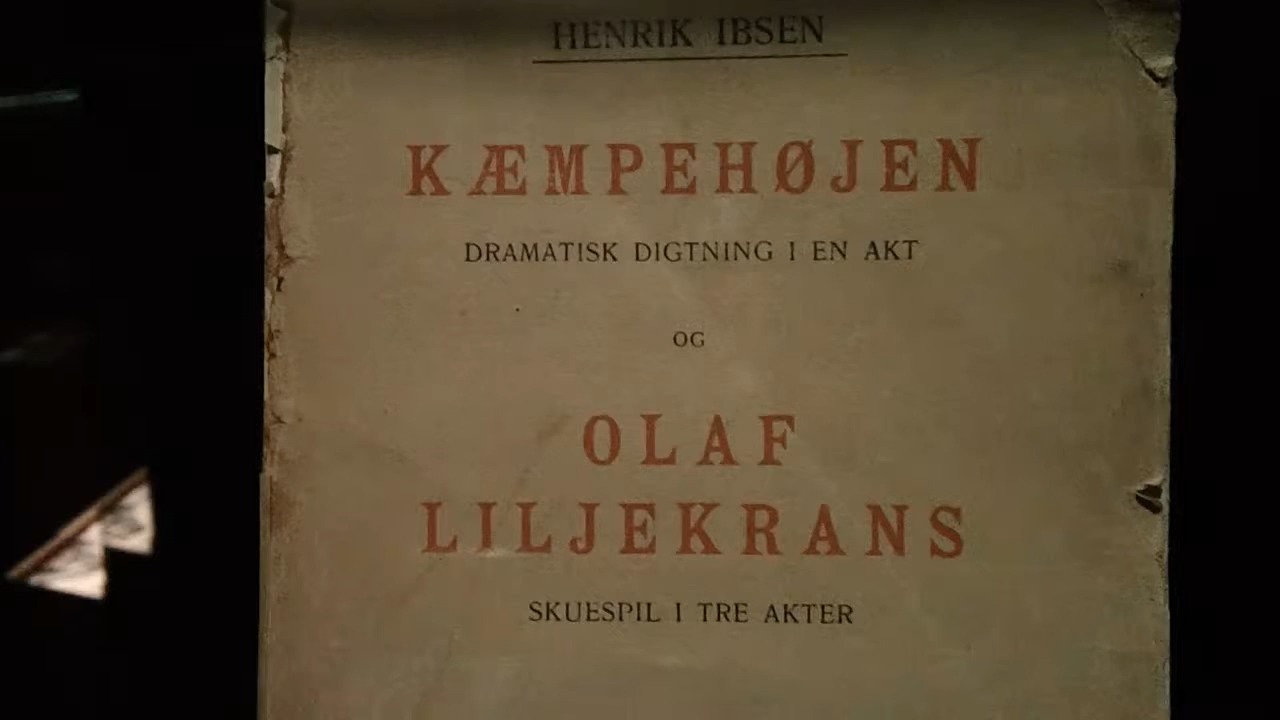 HENRIK IBSEN
KÆMPEHØJEN
DRAMATISK DIGTNING I EN AKT
OG
OLAF
LILJEKRANS
SKUESPIL I TRE AKTER